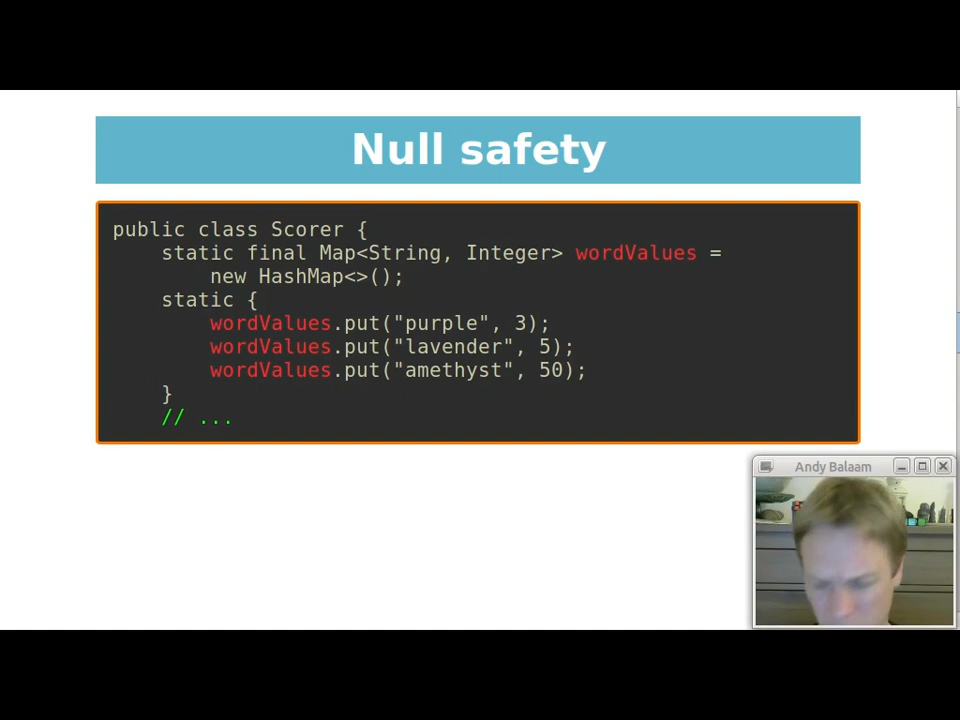 Null safety
public class Scorer {
static final Map<String, Integer> wordValues =
new HashMap<>();
static {
wordValues.put("purple", 3);
wordValues.put("lavender", 5);
wordValues.put("amethyst", 50);
}
// ...
Andy Balaam